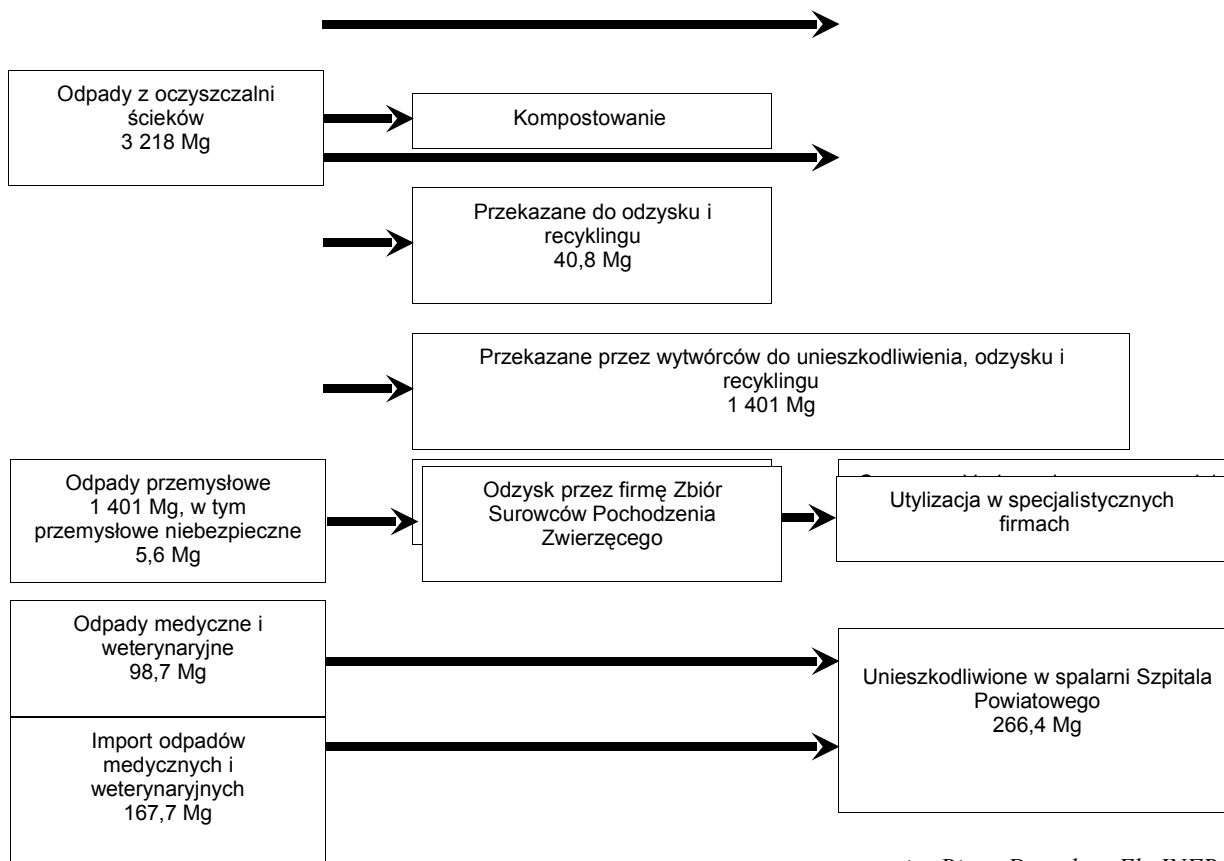 Odpady z oczyszczalni
ścieków
3 218 Mg
Kompostowanie
Przekazane do odzysku i
recyklingu
40,8 Mg
Przekazane przez wytwórców do unieszkodliwienia, odzysku i
recyklingu
1 401 Mg
Odpady przemysłowe
1 401 Mg, w tym
przemysłowe niebezpieczne
5,6 Mg
Odzysk przez firmę Zbiór
Surowców Pochodzenia
Zwierzęcego
Utylizacja w specjalistycznych
firmach
Odpady medyczne i
weterynaryjne
98,7 Mg
Import odpadów
medycznych i
weterynaryjnych
167,7 Mg
Unieszkodliwione w spalarni Szpitala
Powiatowego
266,4 Mg